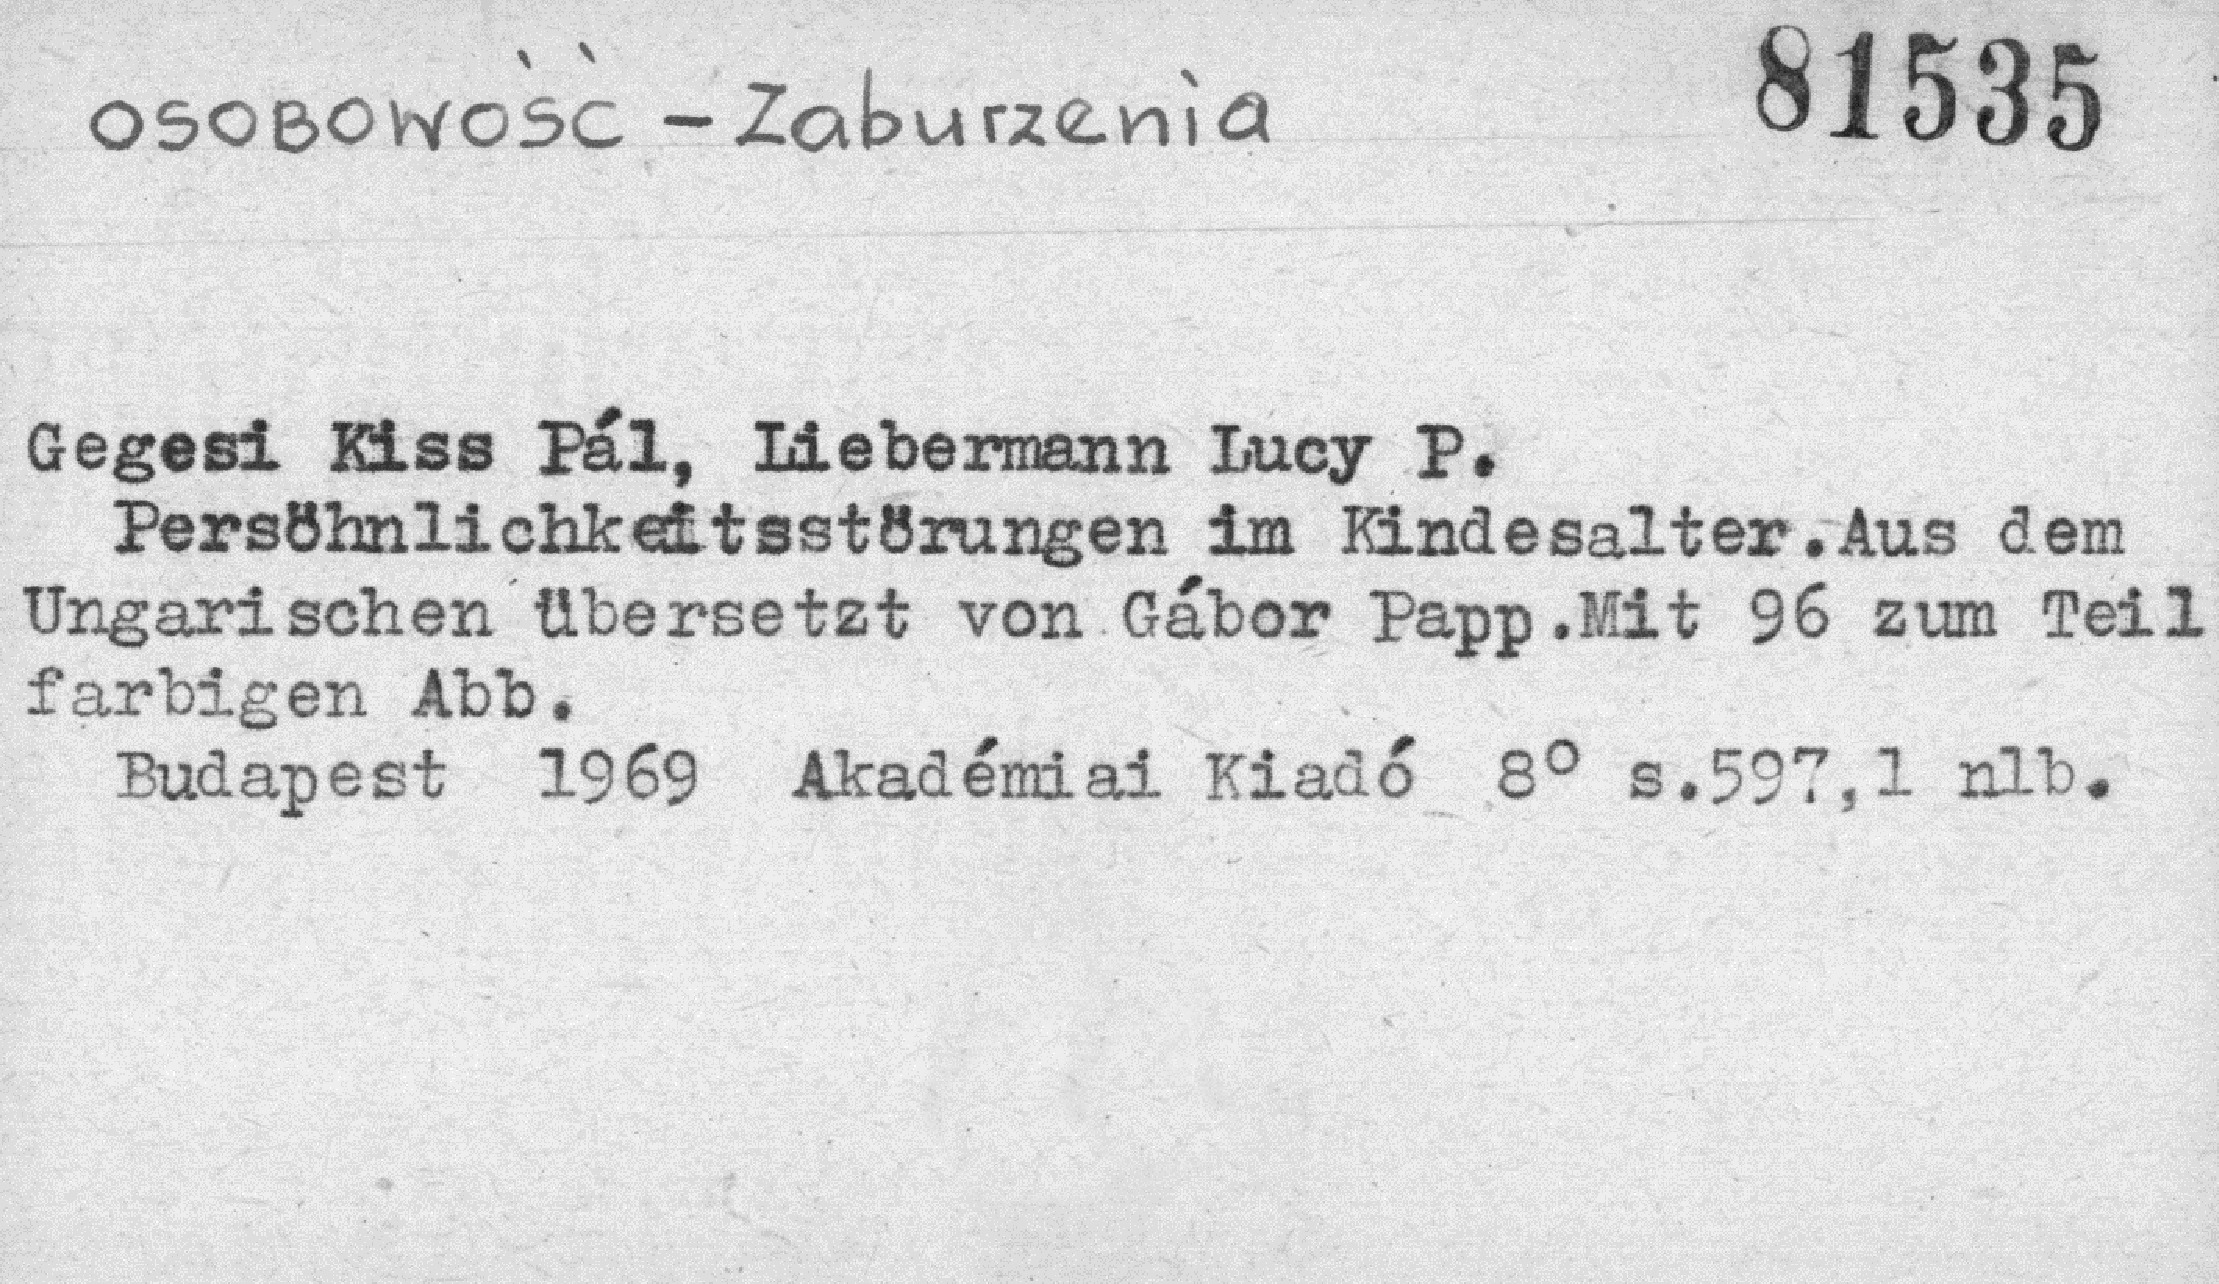 OSOBOWOŚĆ - Zaburzenia 81535
Gegesi Kiss Pál, Liebermann Lucy P.
Persöhnlichkeitsstörungen im Kindesalter.Aus dem
Ungarischen übersetzt von Gábor Papp.Mit 96 zum Teil
farbigen Abb.
Budapest 1969 Akadémiai Kiadó 8° s.597,1 nlb.